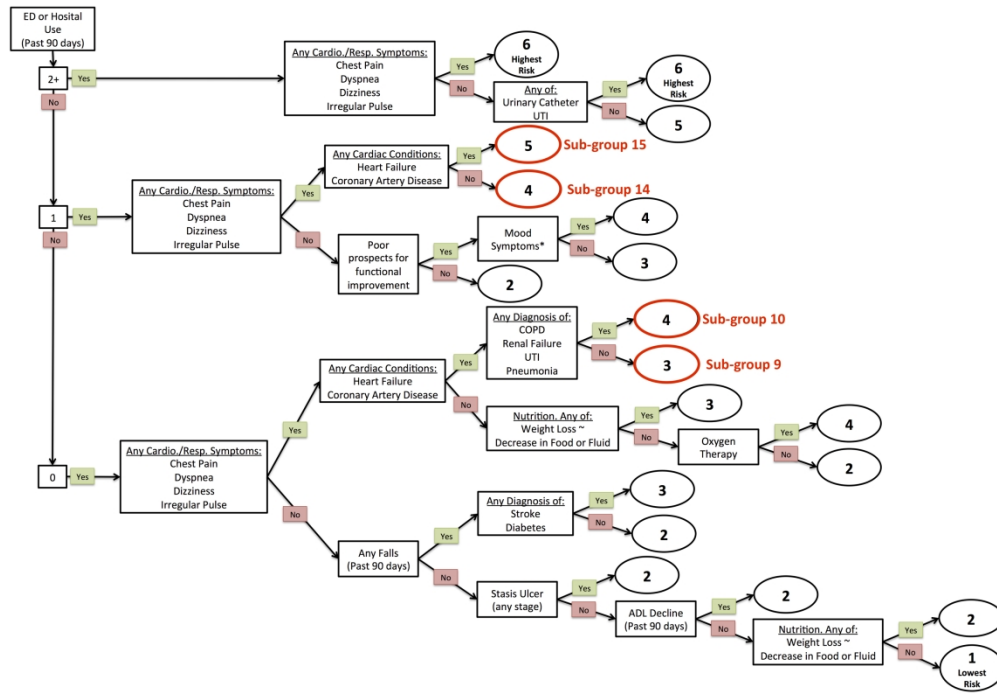 ED or Hosital
Use
(Past 90 days)
2+
Yes
No
Any Cardio./Resp. Symptoms:
Chest Pain
Dyspnea
Dizziness
Irregular Pulse
Yes
6
Highest
Risk
No
Any of:
Urinary Catheter
UTI
Yes
6
Highest
Risk
No
5
1
Yes
No
Any Cardio./Resp. Symptoms:
Chest Pain
Dyspnea
Dizziness
Irregular Pulse
Yes
Any Cardiac Conditions:
Heart Failure
Coronary Artery Disease
Yes
5
Sub-group 15
No
4
Sub-group 14
No
Poor
prospects for
functional
improvement
Yes
Mood
Symptoms*
Yes
4
No
3
No
2
0
Yes
Any Cardio./Resp. Symptoms:
Chest Pain
Dyspnea
Dizziness
Irregular Pulse
Yes
Any Cardiac Conditions:
Heart Failure
Coronary Artery Disease
Yes
Any Diagnosis of:
COPD
Renal Failure
UTI
Pneumonia
Yes
4
Sub-group 10
No
3
Sub-group 9
No
Nutrition. Any of:
Weight Loss ~
Decrease in Food or Fluid
Yes
3
No
Oxygen
Therapy
Yes
4
No
2
No
Any Falls
(Past 90 days)
Yes
Any Diagnosis of:
Stroke
Diabetes
Yes
3
No
2
No
Stasis Ulcer
(any stage)
Yes
2
No
ADL Decline
(Past 90 days)
Yes
2
No
Nutrition. Any of:
Weight Loss ~
Decrease in Food or Fluid
Yes
2
No
1
Lowest
Risk